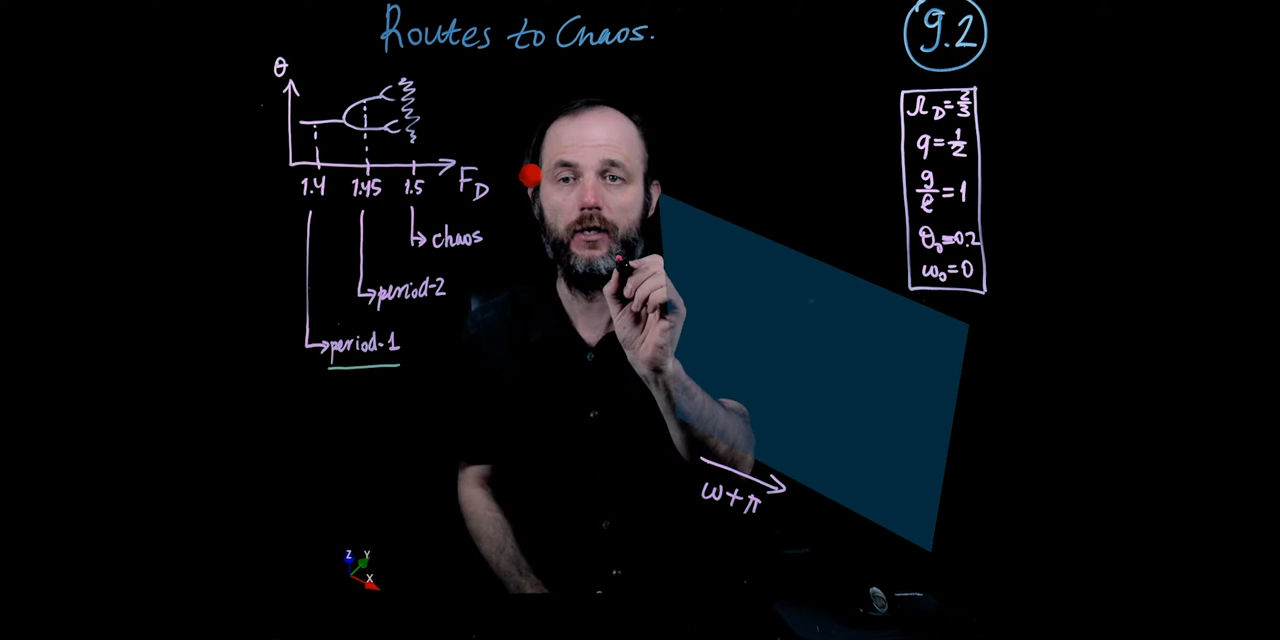 Routes to Chaos.
9.2
θ
1.4 1.45 1.5 F_D
chaos
period-2
period-1
Ω_D = 2/3
q = 1/2
g/ℓ = 1
θ₀ = 0.2
ω₀ = 0
ω + π
Z Y X